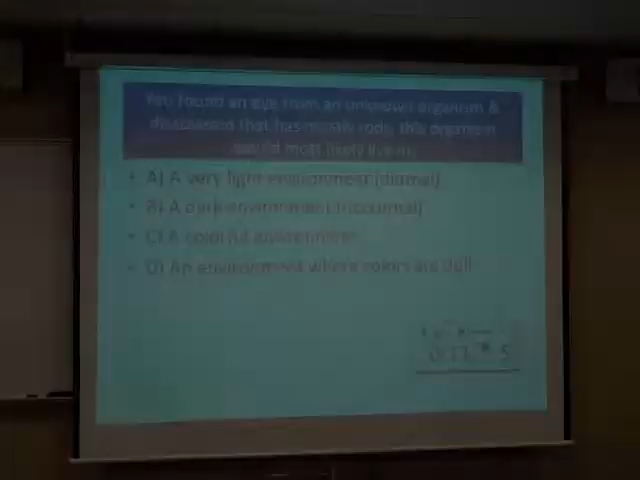 You found an eye from an unknown organism &
discovered that has mostly rods, this organism
would most likely live in:
• A) A very light environment (diurnal)
• B) A dark environment (nocturnal)
• C) A colorful environment
• D) An environment where colors are dull